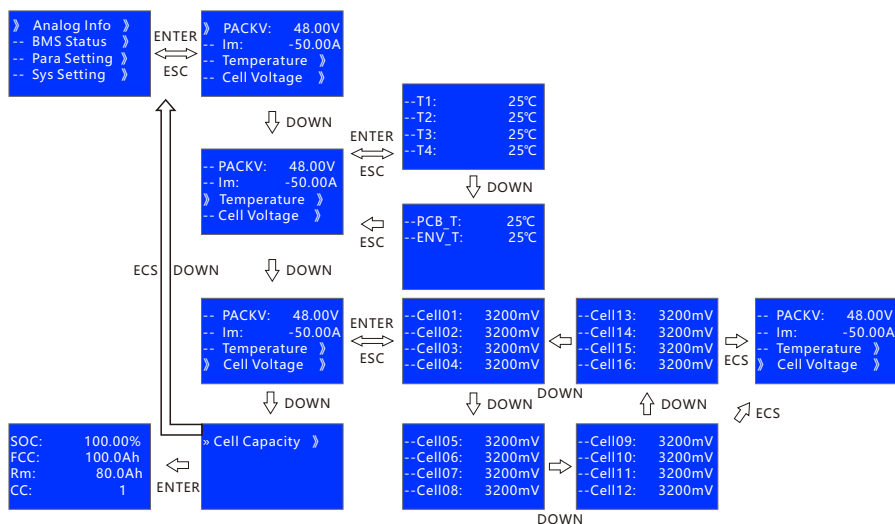 》 Analog Info 》
-- BMS Status 》
-- Para Setting 》
-- Sys Setting 》
ENTER
ESC
》 PACKV: 48.00V
-- Im: -50.00A
-- Temperature 》
-- Cell Voltage 》
DOWN
-- PACKV: 48.00V
-- Im: -50.00A
》 Temperature 》
-- Cell Voltage 》
ENTER
ESC
--T1: 25℃
--T2: 25℃
--T3: 25℃
--T4: 25℃
DOWN
ESC
--PCB_T: 25℃
--ENV_T: 25℃
ECS
DOWN
DOWN
-- PACKV: 48.00V
-- Im: -50.00A
-- Temperature 》
》 Cell Voltage 》
ENTER
ESC
--Cell01: 3200mV
--Cell02: 3200mV
--Cell03: 3200mV
--Cell04: 3200mV
--Cell13: 3200mV
--Cell14: 3200mV
--Cell15: 3200mV
--Cell16: 3200mV
ECS
-- PACKV: 48.00V
-- Im: -50.00A
-- Temperature 》
》 Cell Voltage 》
DOWN
DOWN
DOWN
DOWN
ECS
SOC: 100.00%
FCC: 100.0Ah
Rm: 80.0Ah
CC: 1
ENTER
» Cell Capacity 》
--Cell05: 3200mV
--Cell06: 3200mV
--Cell07: 3200mV
--Cell08: 3200mV
DOWN
--Cell09: 3200mV
--Cell10: 3200mV
--Cell11: 3200mV
--Cell12: 3200mV